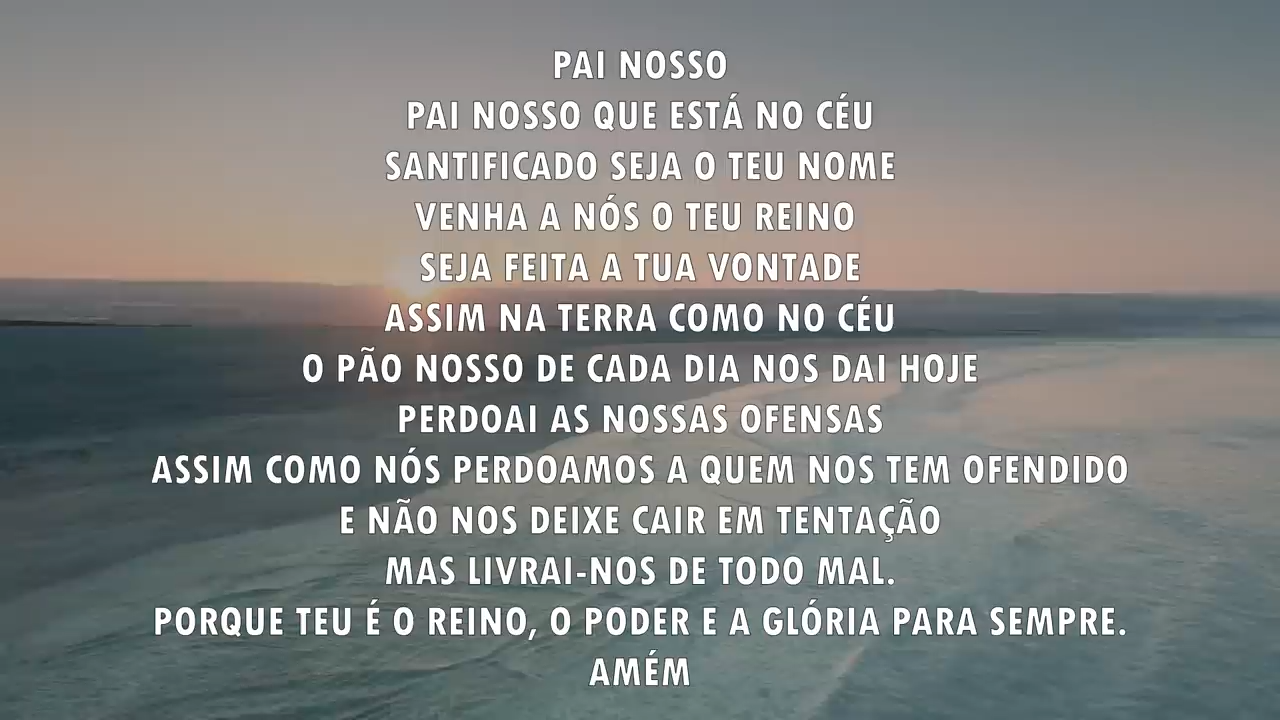 PAI NOSSO
PAI NOSSO QUE ESTÁ NO CÉU
SANTIFICADO SEJA O TEU NOME
VENHA A NÓS O TEU REINO
SEJA FEITA A TUA VONTADE
ASSIM NA TERRA COMO NO CÉU
O PÃO NOSSO DE CADA DIA NOS DAI HOJE
PERDOAI AS NOSSAS OFENSAS
ASSIM COMO NÓS PERDOAMOS A QUEM NOS TEM OFENDIDO
E NÃO NOS DEIXE CAIR EM TENTAÇÃO
MAS LIVRAI-NOS DE TODO MAL.
PORQUE TEU É O REINO, O PODER E A GLÓRIA PARA SEMPRE.
AMÉM